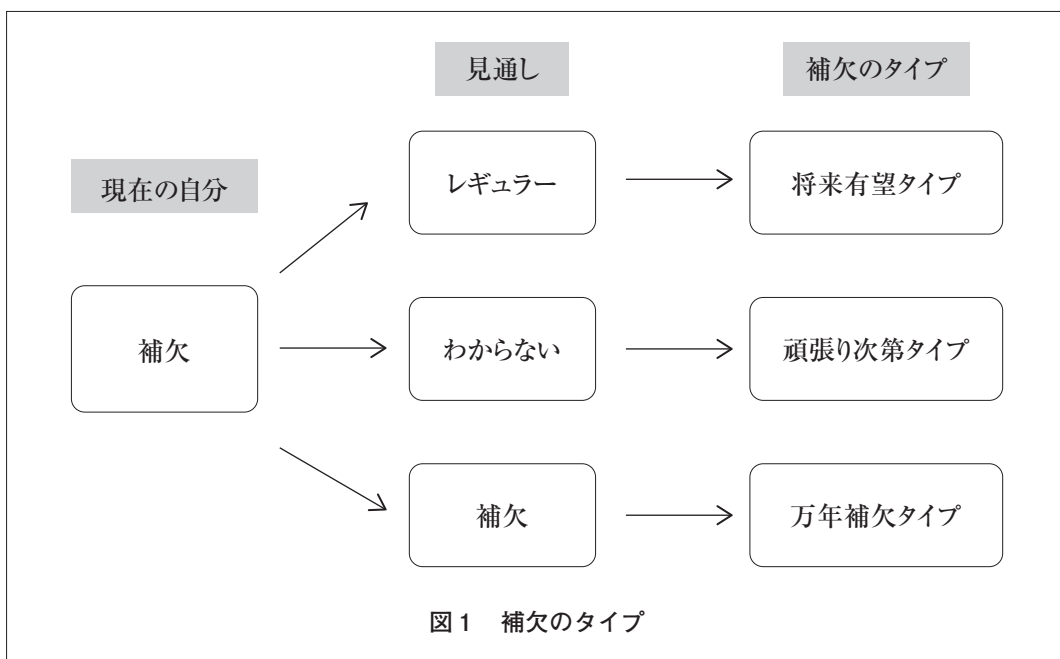 見通し
補欠のタイプ
現在の自分
レギュラー
将来有望タイプ
補欠
わからない
頑張り次第タイプ
補欠
万年補欠タイプ
図1 補欠のタイプ